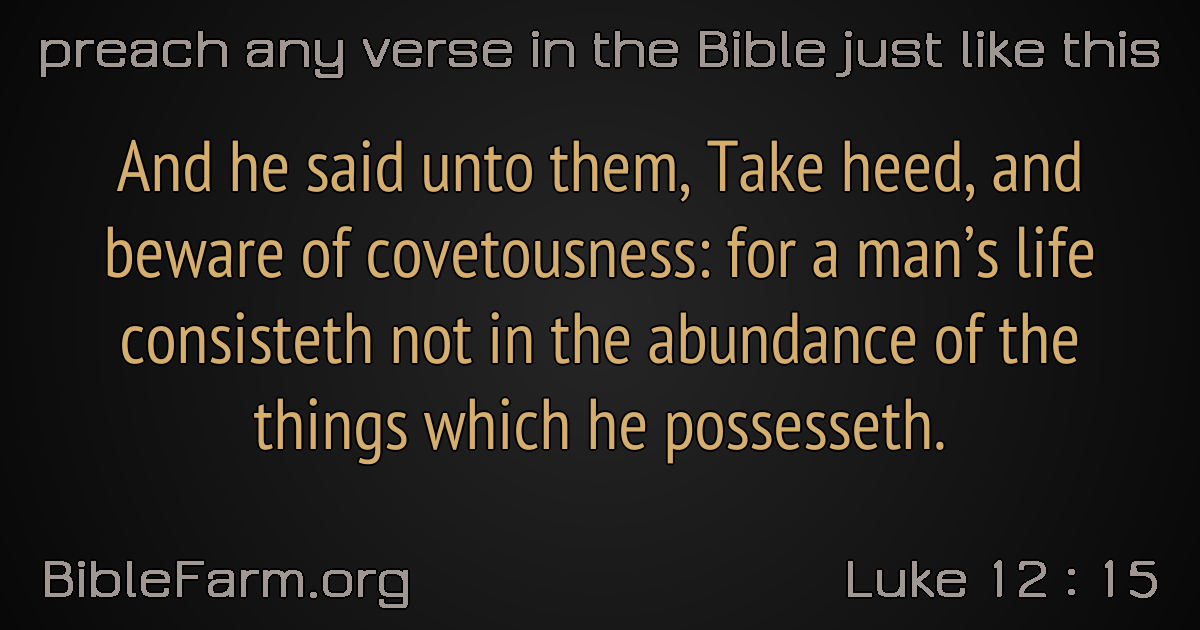 preach any verse in the Bible just like this
And he said unto them, Take heed, and
beware of covetousness: for a man’s life
consisteth not in the abundance of the
things which he possesseth.
BibleFarm.org
Luke 12 : 15